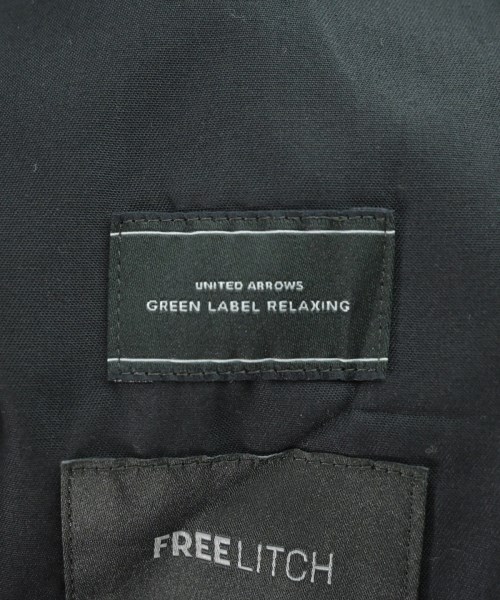 UNITED ARROWS
GREEN LABEL RELAXING
FREELITCH